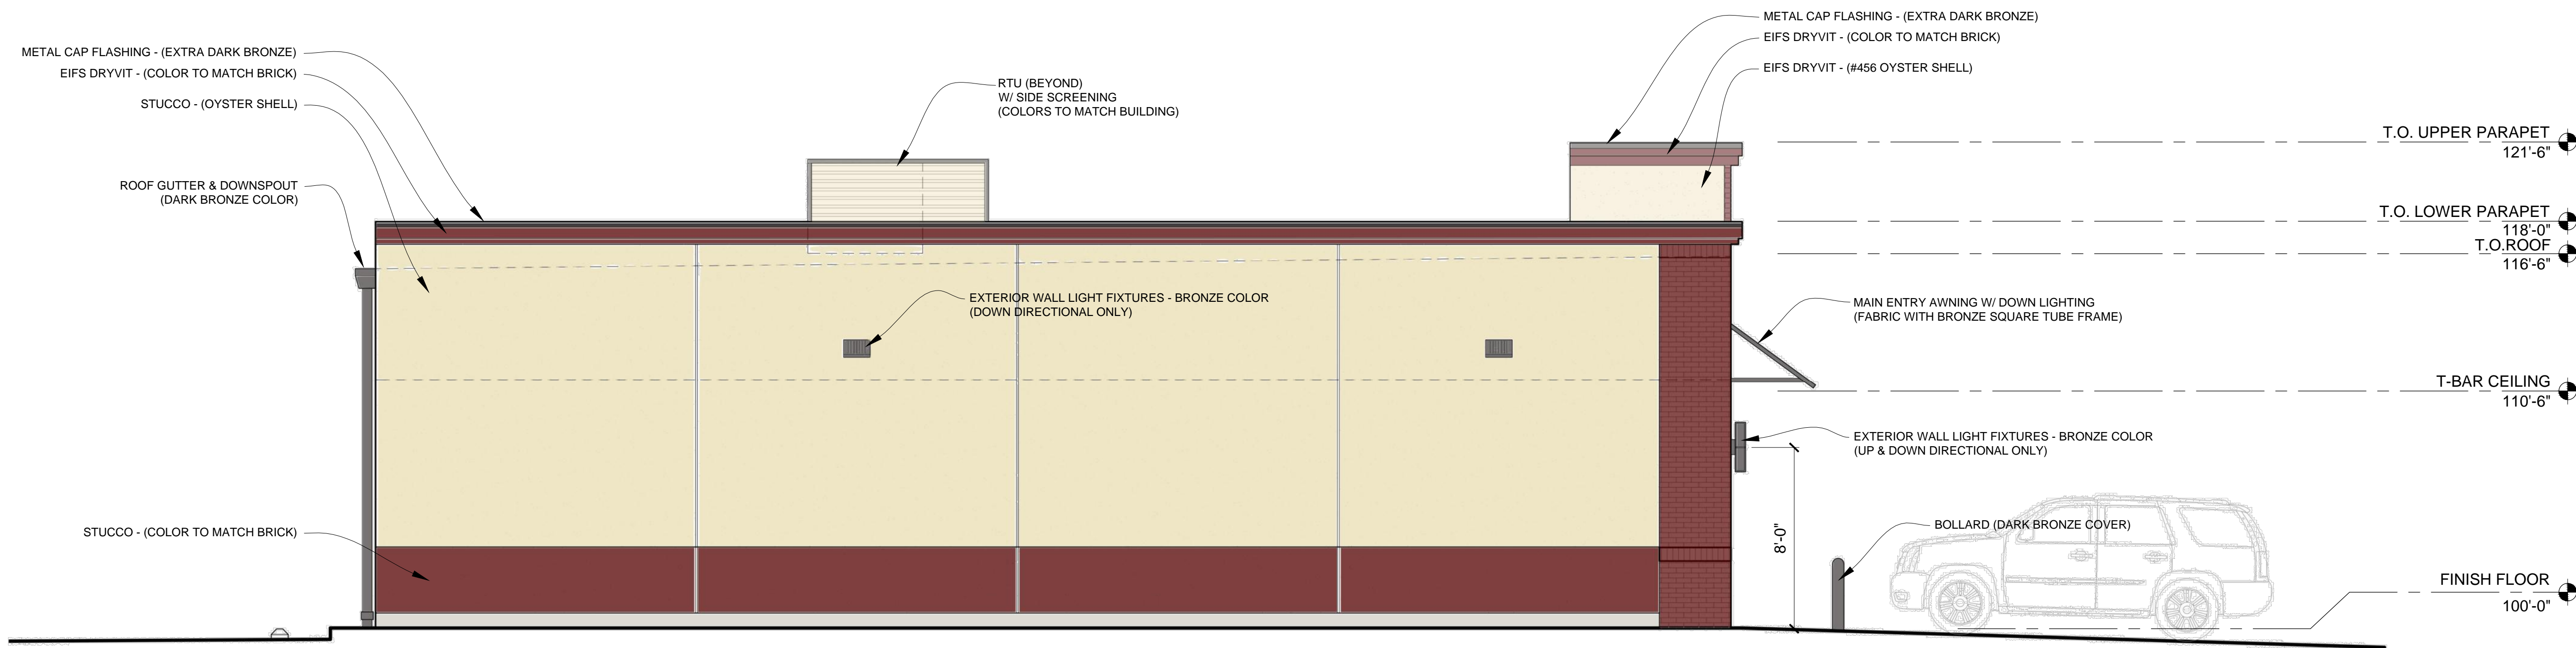 METAL CAP FLASHING - (EXTRA DARK BRONZE)
EIFS DRYVIT - (COLOR TO MATCH BRICK)
STUCCO - (OYSTER SHELL)
ROOF GUTTER & DOWNSPOUT
(DARK BRONZE COLOR)
STUCCO - (COLOR TO MATCH BRICK)
RTU (BEYOND)
W/ SIDE SCREENING
(COLORS TO MATCH BUILDING)
EXTERIOR WALL LIGHT FIXTURES - BRONZE COLOR
(DOWN DIRECTIONAL ONLY)
METAL CAP FLASHING - (EXTRA DARK BRONZE)
EIFS DRYVIT - (COLOR TO MATCH BRICK)
EIFS DRYVIT - (#456 OYSTER SHELL)
MAIN ENTRY AWNING W/ DOWN LIGHTING
(FABRIC WITH BRONZE SQUARE TUBE FRAME)
EXTERIOR WALL LIGHT FIXTURES - BRONZE COLOR
(UP & DOWN DIRECTIONAL ONLY)
8'-0"
BOLLARD (DARK BRONZE COVER)
T.O. UPPER PARAPET
121'-6"
T.O. LOWER PARAPET
118'-0"
T.O.ROOF
116'-6"
T-BAR CEILING
110'-6"
FINISH FLOOR
100'-0"